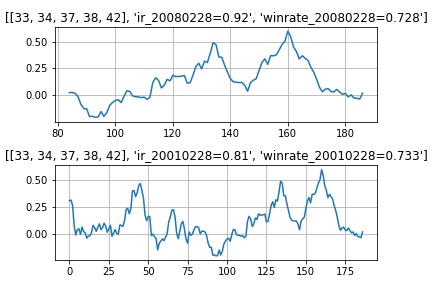 [[33, 34, 37, 38, 42], 'ir_20080228=0.92', 'winrate_20080228=0.728']
0.50
0.25
0.00
80 100 120 140 160 180
[[33, 34, 37, 38, 42], 'ir_20010228=0.81', 'winrate_20010228=0.733']
0.50
0.25
0.00
0 25 50 75 100 125 150 175